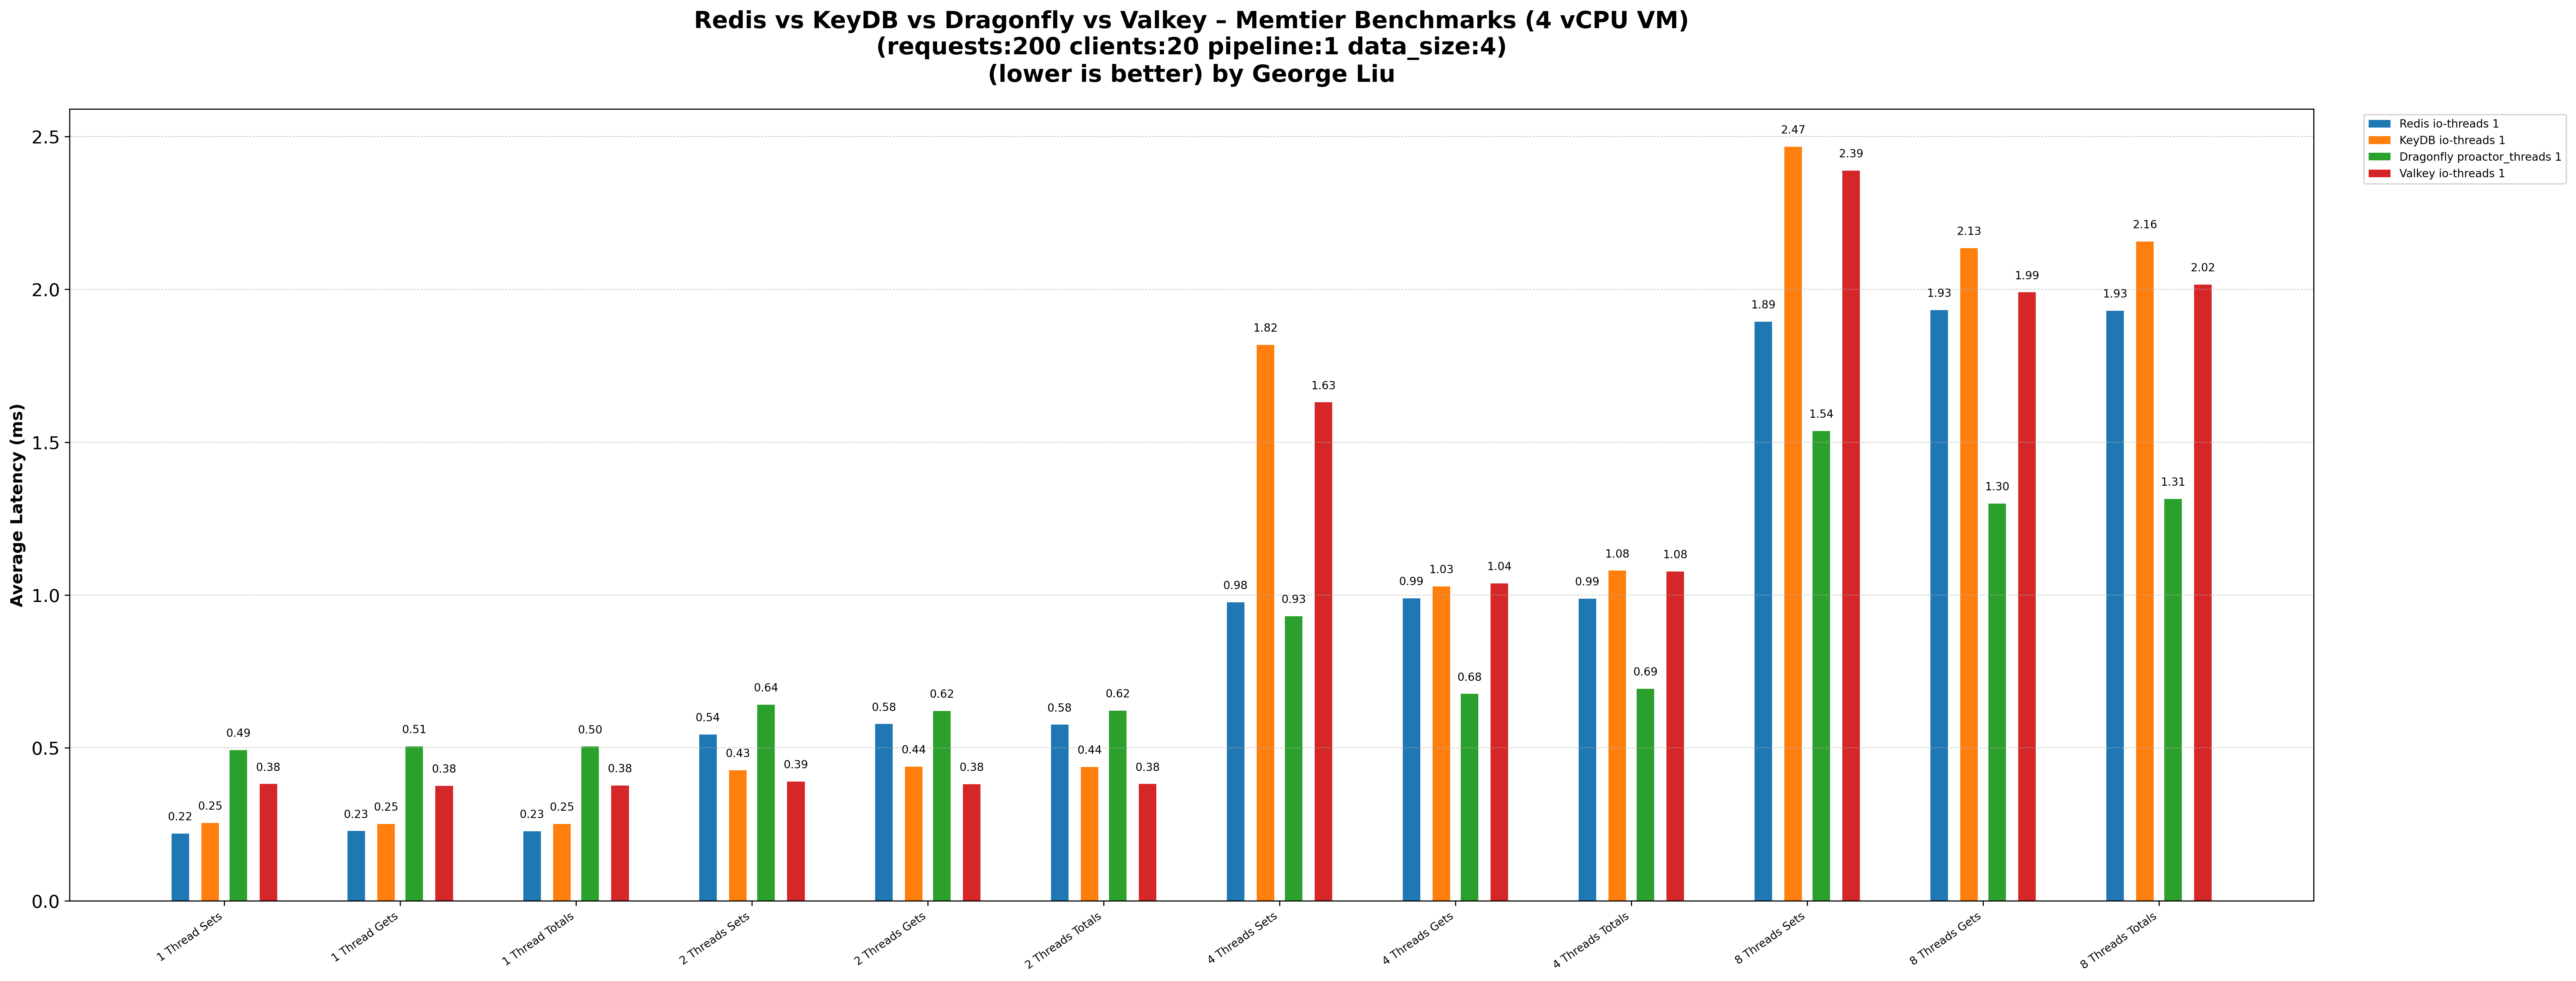 Redis vs KeyDB vs Dragonfly vs Valkey – Memtier Benchmarks (4 vCPU VM)
(requests:200 clients:20 pipeline:1 data_size:4)
(lower is better) by George Liu
Redis io-threads 1
KeyDB io-threads 1
Dragonfly proactor_threads 1
Valkey io-threads 1
Average Latency (ms)
2.5
2.0
1.5
1.0
0.5
0.0
0.22 0.25 0.49 0.38
0.23 0.25 0.51 0.38
0.23 0.25 0.50 0.38
0.54 0.43 0.64 0.39
0.58 0.44 0.62 0.38
0.58 0.44 0.62 0.38
0.98 1.82 0.93 1.63
0.99 1.03 0.68 1.04
0.99 1.08 0.69 1.08
1.89 2.47 1.54 2.39
1.93 2.13 1.30 1.99
1.93 2.16 1.31 2.02
1 Thread Sets
1 Thread Gets
1 Thread Totals
2 Threads Sets
2 Threads Gets
2 Threads Totals
4 Threads Sets
4 Threads Gets
4 Threads Totals
8 Threads Sets
8 Threads Gets
8 Threads Totals